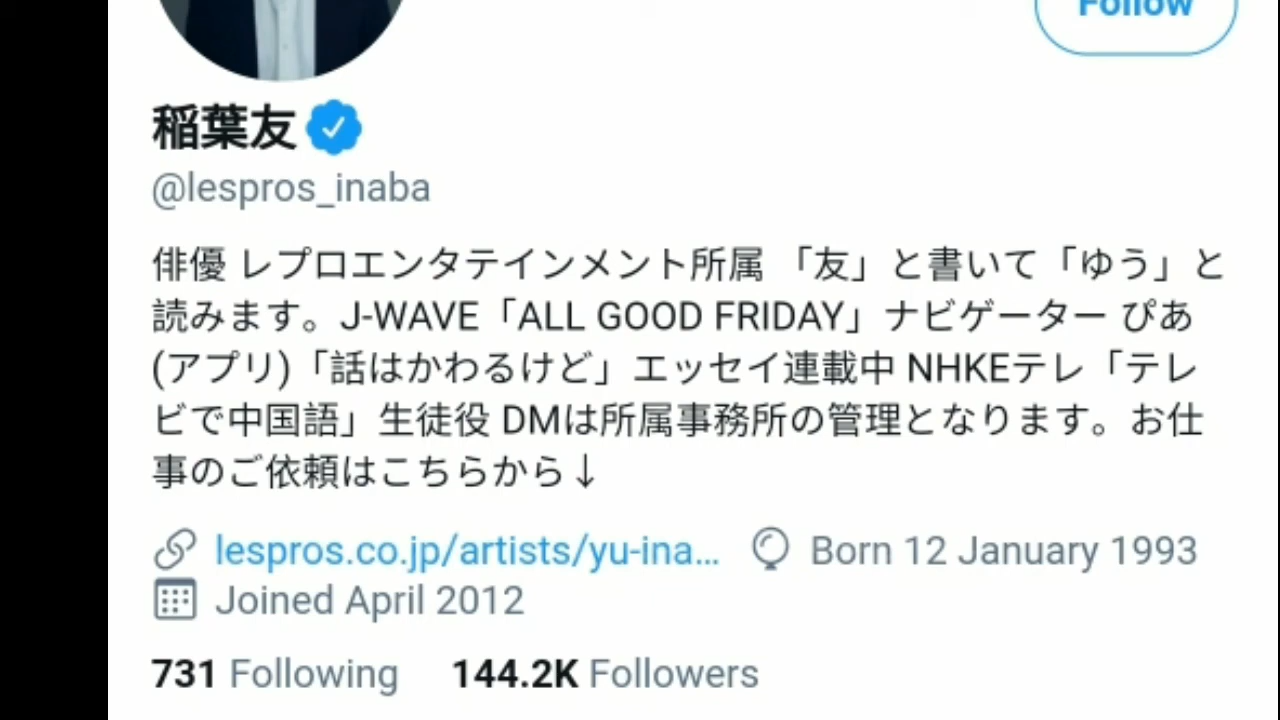 Follow
稲葉友
@lespros_inaba
俳優 レプロエンタテインメント所属 「友」と書いて「ゆう」と
読みます。J-WAVE「ALL GOOD FRIDAY」ナビゲーター ぴあ
(アプリ)「話はかわるけど」エッセイ連載中 NHKEテレ「テレ
ビで中国語」生徒役 DMは所属事務所の管理となります。お仕
事のご依頼はこちらから↓
lespros.co.jp/artists/yu-ina… Born 12 January 1993
Joined April 2012
731 Following 144.2K Followers